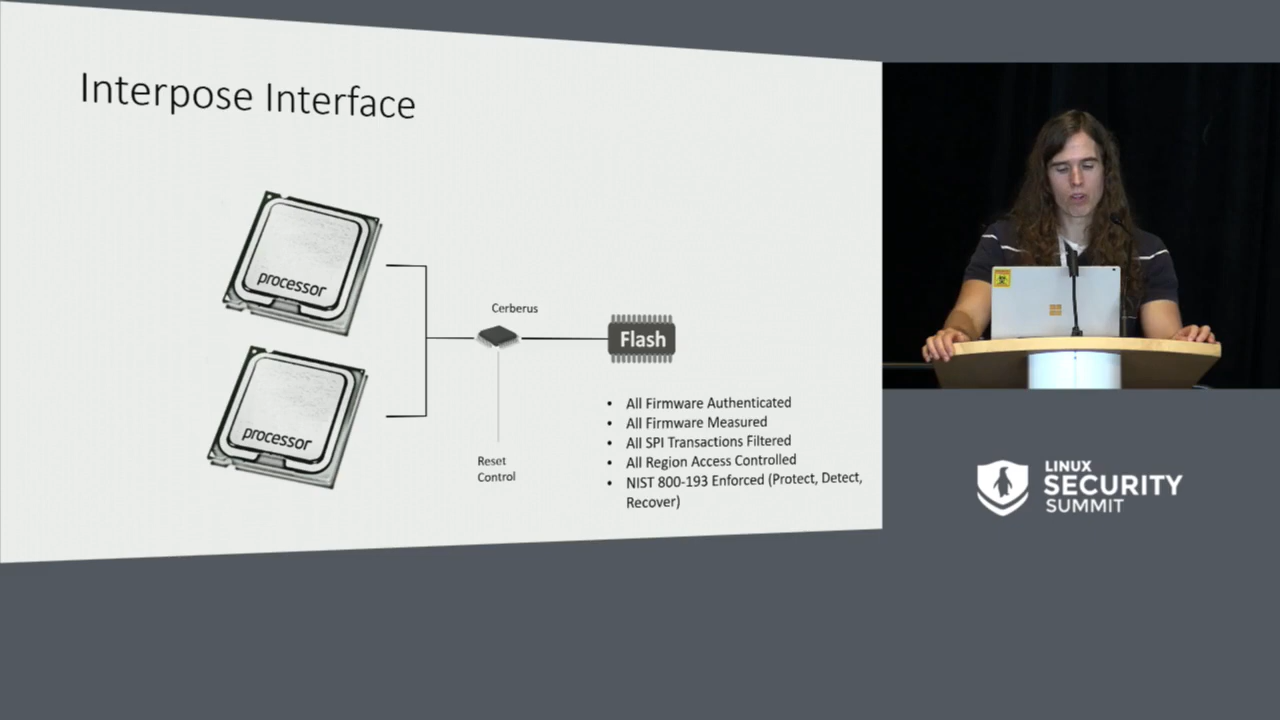 Interpose Interface
processor
processor
Cerberus
Flash
Reset
Control
• All Firmware Authenticated
• All Firmware Measured
• All SPI Transactions Filtered
• All Region Access Controlled
• NIST 800-193 Enforced (Protect, Detect,
Recover)
LINUX
SECURITY
SUMMIT